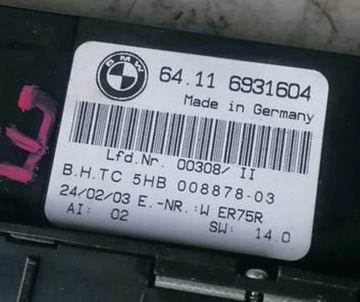 BMW
64.11 6931604
Made in Germany
Lfd.Nr. 00308/ II
B.H.TC 5HB 008878-03
24/02/03 E.-NR.:W ER75R
AI: 02 SW: 14.0